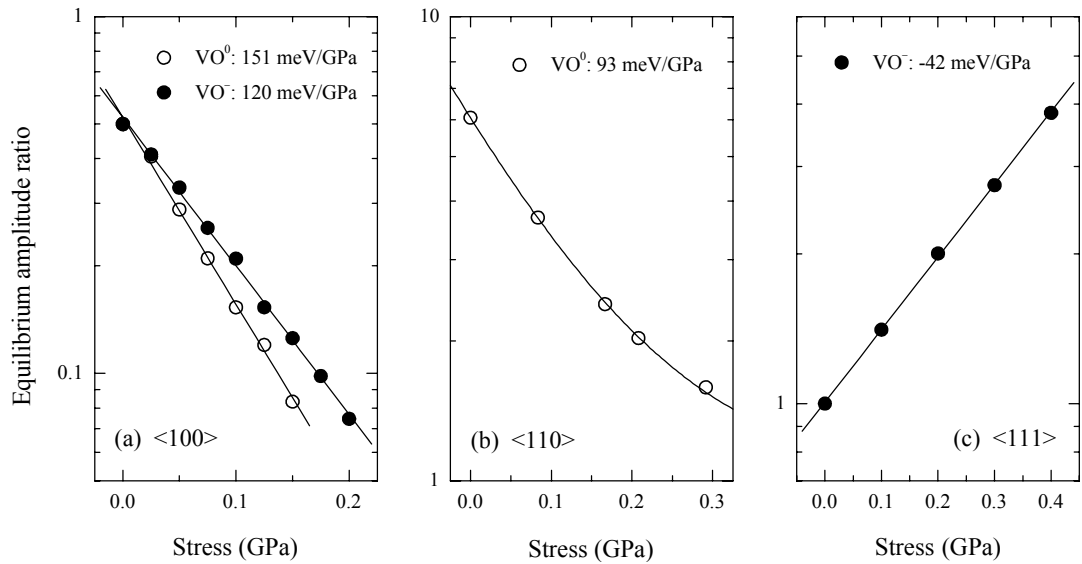 Equilibrium amplitude ratio
1
0.1
VO⁰: 151 meV/GPa
VO⁻: 120 meV/GPa
(a) <100>
0.0 0.1 0.2
Stress (GPa)
10
1
VO⁰: 93 meV/GPa
(b) <110>
0.0 0.1 0.2 0.3
Stress (GPa)
1
VO⁻: -42 meV/GPa
(c) <111>
0.0 0.1 0.2 0.3 0.4
Stress (GPa)